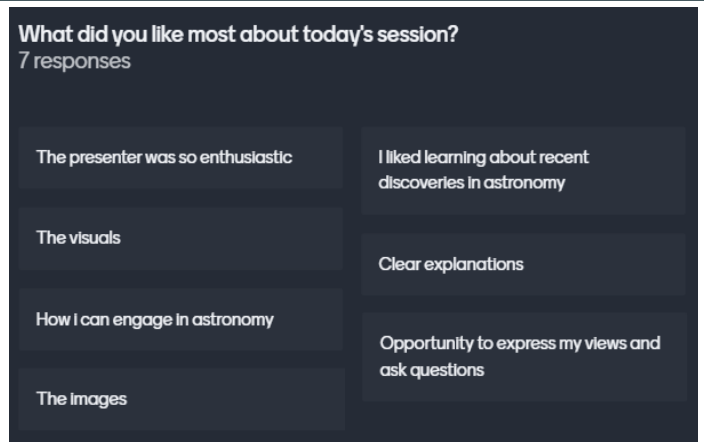 What did you like most about today's session?
7 responses
The presenter was so enthusiastic
The visuals
How i can engage in astronomy
The images
I liked learning about recent
discoveries in astronomy
Clear explanations
Opportunity to express my views and
ask questions